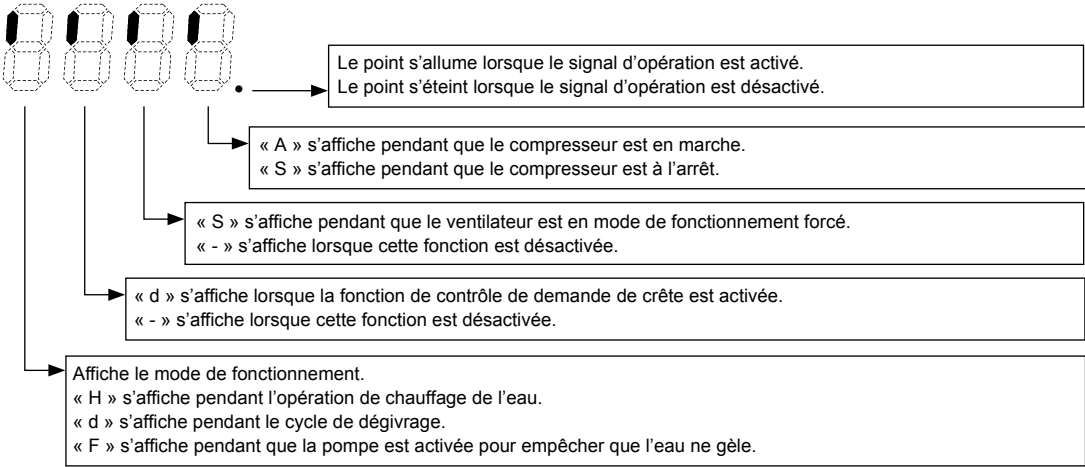 Le point s’allume lorsque le signal d’opération est activé.
Le point s’éteint lorsque le signal d’opération est désactivé.
« A » s’affiche pendant que le compresseur est en marche.
« S » s’affiche pendant que le compresseur est à l’arrêt.
« S » s’affiche pendant que le ventilateur est en mode de fonctionnement forcé.
« - » s’affiche lorsque cette fonction est désactivée.
« d » s’affiche lorsque la fonction de contrôle de demande de crête est activée.
« - » s’affiche lorsque cette fonction est désactivée.
Affiche le mode de fonctionnement.
« H » s’affiche pendant l’opération de chauffage de l’eau.
« d » s’affiche pendant le cycle de dégivrage.
« F » s’affiche pendant que la pompe est activée pour empêcher que l’eau ne gèle.